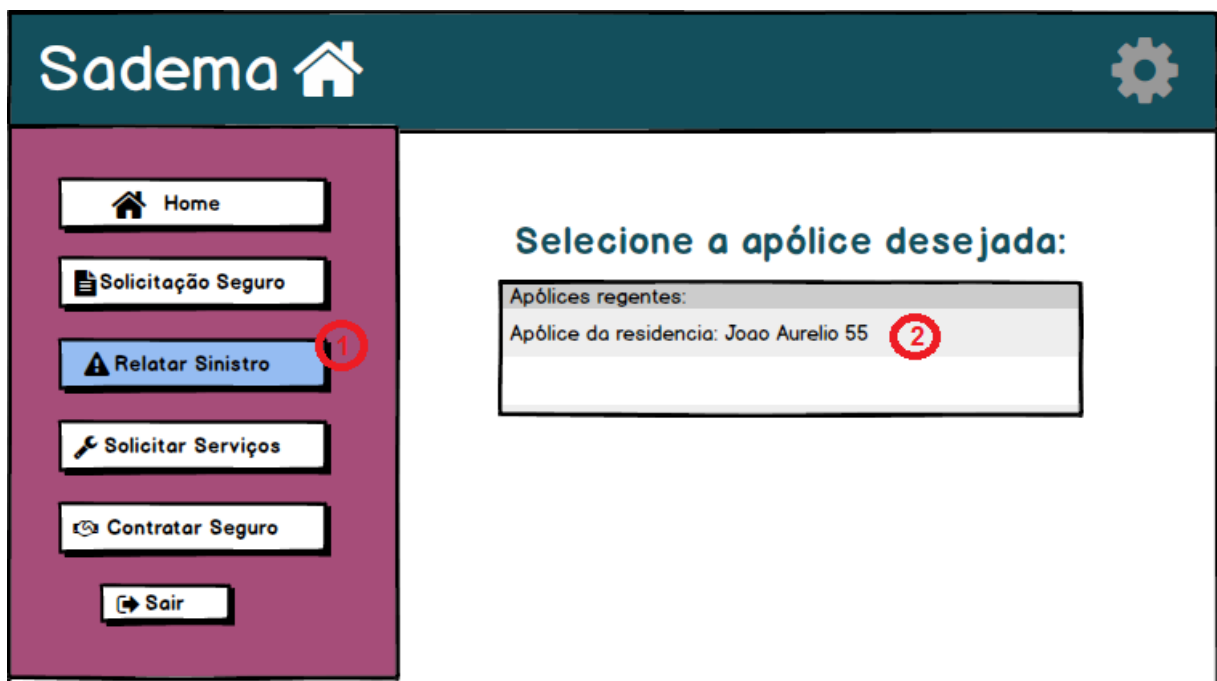 Sadema
Home
Solicitação Seguro
Relatar Sinistro
1
Solicitar Serviços
Contratar Seguro
Sair
Selecione a apólice desejada:
Apólices regentes:
Apólice da residencia: Joao Aurelio 55
2